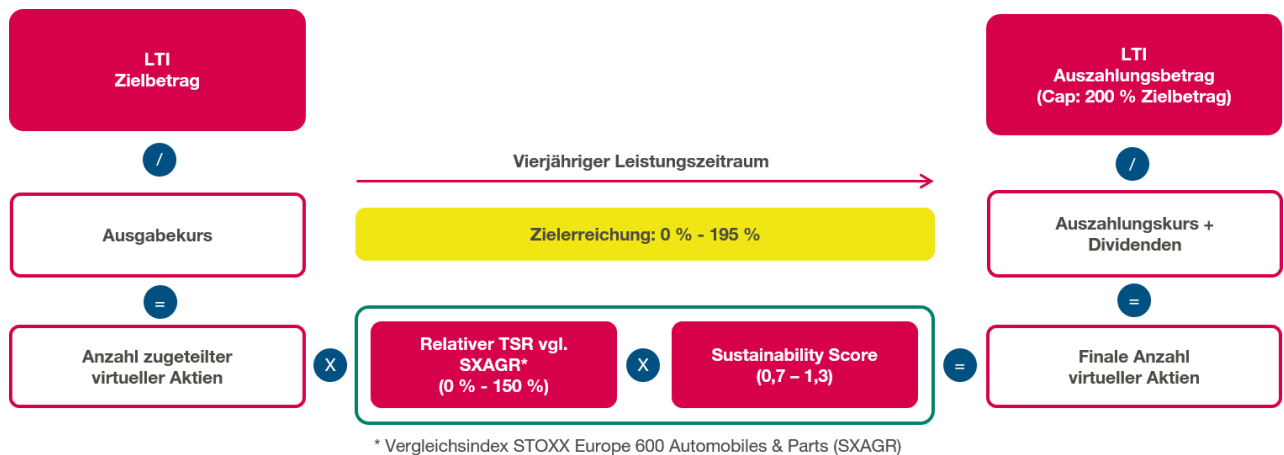 LTI
Zielbetrag
/
Ausgabekurs
=
Anzahl zugeteilter
virtueller Aktien
X
Vierjähriger Leistungszeitraum
Zielerreichung: 0 % - 195 %
Relativer TSR vgl.
SXAGR*
(0 % - 150 %)
X
Sustainability Score
(0,7 – 1,3)
=
LTI
Auszahlungsbetrag
(Cap: 200 % Zielbetrag)
/
Auszahlungskurs +
Dividenden
=
Finale Anzahl
virtueller Aktien
* Vergleichsindex STOXX Europe 600 Automobiles & Parts (SXAGR)